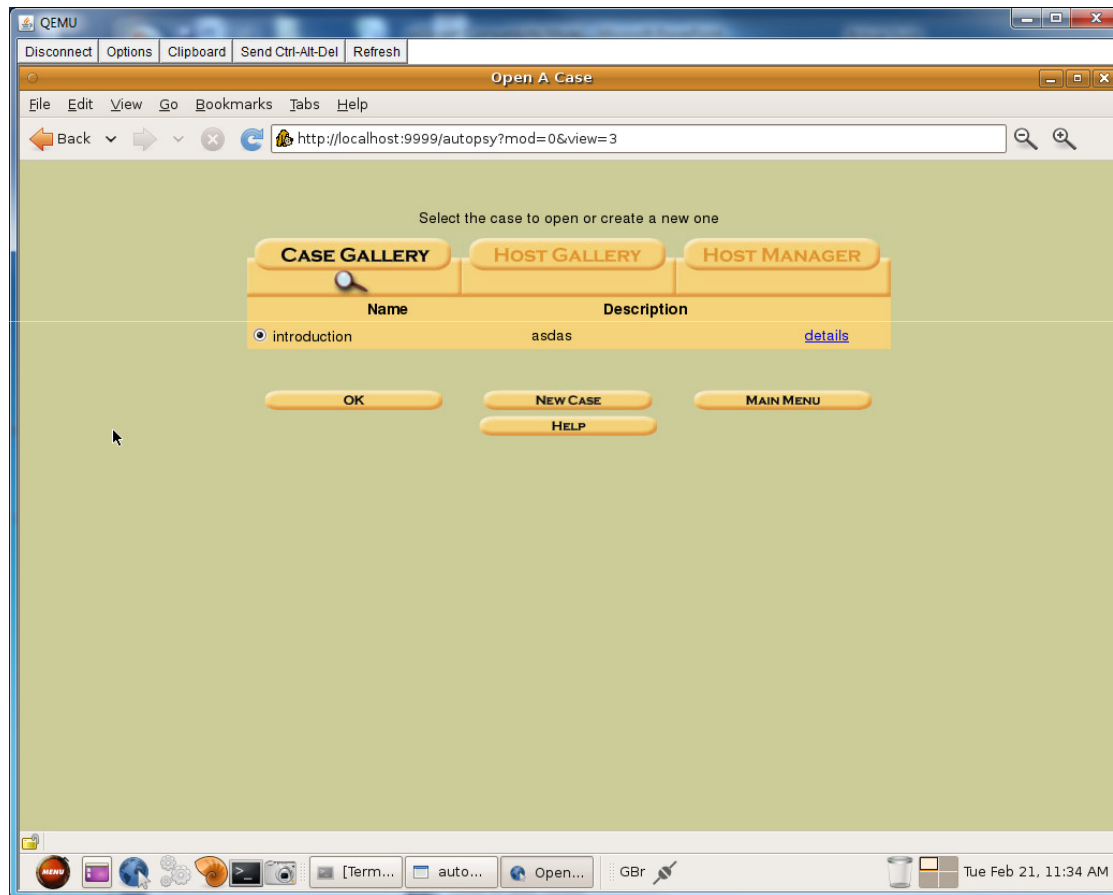 QEMU
Disconnect Options Clipboard Send Ctrl-Alt-Del Refresh
Open A Case
File Edit View Go Bookmarks Tabs Help
Back http://localhost:9999/autopsy?mod=0&view=3
Select the case to open or create a new one
CASE GALLERY HOST GALLERY HOST MANAGER
Name Description
introduction asdas details
OK NEW CASE MAIN MENU
HELP
MENU [Term... auto... Open... GBr Tue Feb 21, 11:34 AM